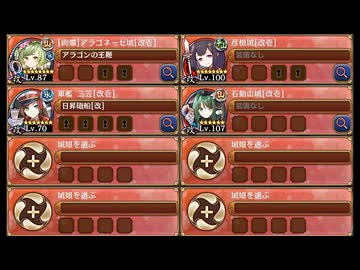 [絢爛]アラゴネーゼ城[改壱]
アラゴンの王鞭
Lv.87
彦根城[改壱]
装備なし
Lv.100
軍艦 三笠[改]
日昇砲船[改]
Lv.70
石動山城[改壱]
装備なし
Lv.107
城娘を選ぶ
城娘を選ぶ
城娘を選ぶ
城娘を選ぶ